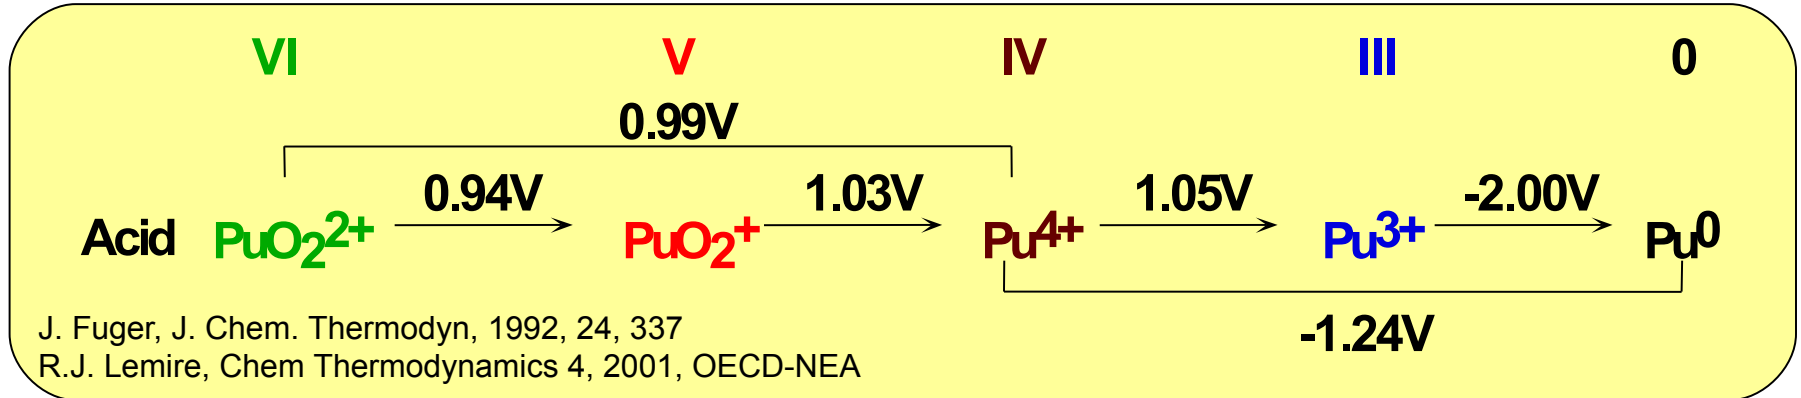 VI V IV III 0
0.99V
0.94V 1.03V 1.05V -2.00V
Acid PuO₂²⁺ PuO₂⁺ Pu⁴⁺ Pu³⁺ Pu⁰
-1.24V
J. Fuger, J. Chem. Thermodyn, 1992, 24, 337
R.J. Lemire, Chem Thermodynamics 4, 2001, OECD-NEA